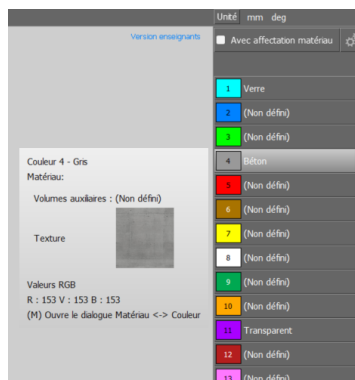 Unité mm deg
Version enseignants
Avec affectation matériau
1 Verre
2 (Non défini)
3 (Non défini)
4 Béton
5 (Non défini)
6 (Non défini)
7 (Non défini)
8 (Non défini)
9 (Non défini)
10 (Non défini)
11 Transparent
12 (Non défini)
13 (Non défini)
Couleur 4 - Gris
Matériau:
Volumes auxiliaires : (Non défini)
Texture
Valeurs RGB
R : 153 V : 153 B : 153
(M) Ouvre le dialogue Matériau <-> Couleur